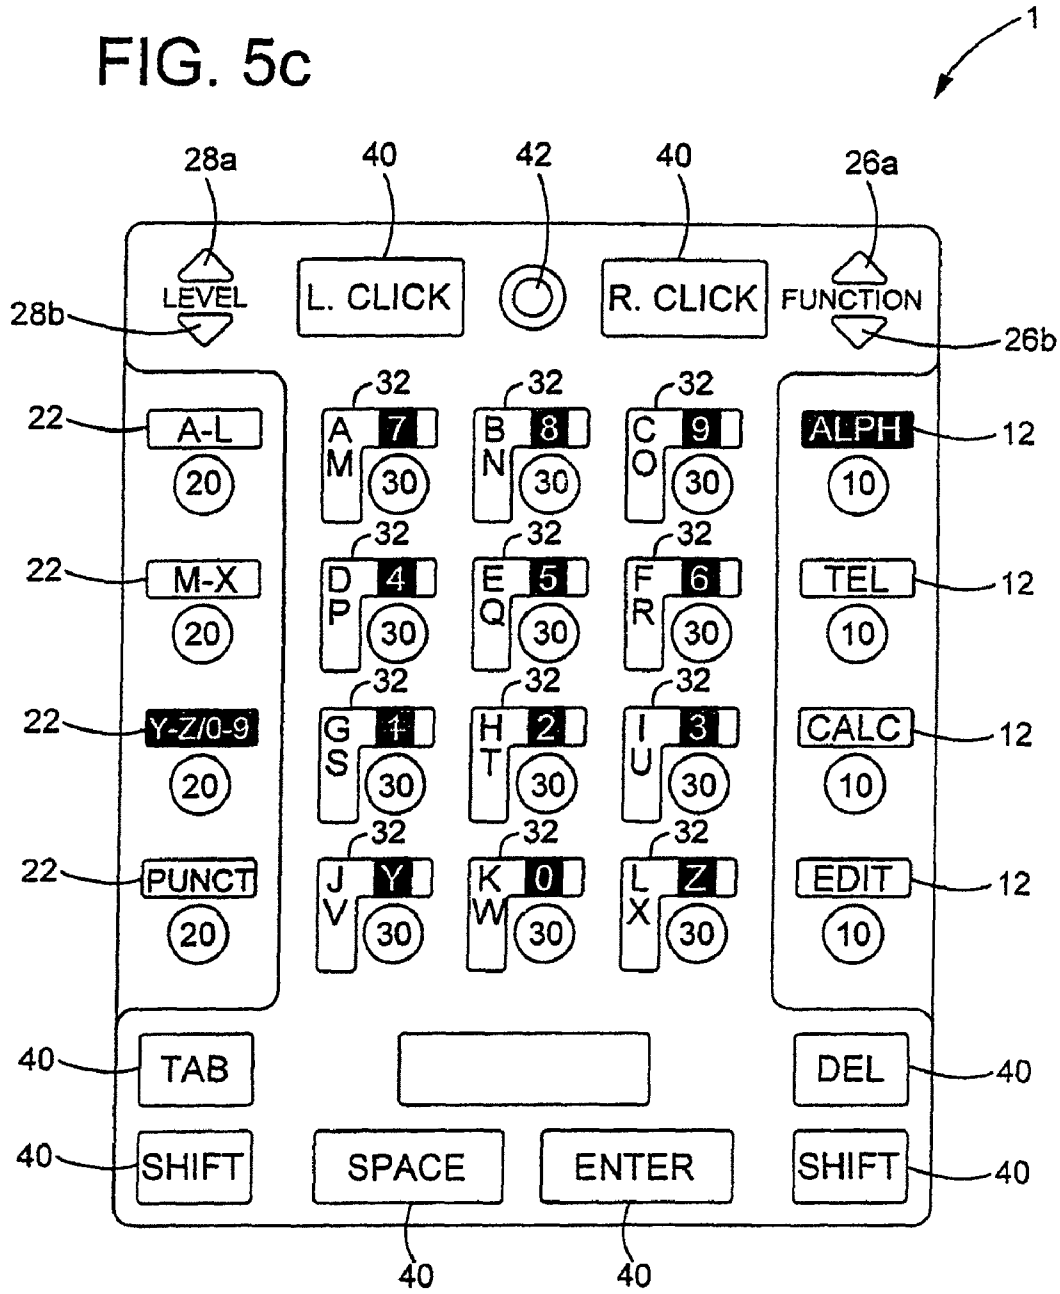 FIG. 5c
1
28a 40 42 40 26a
L. CLICK R. CLICK
LEVEL FUNCTION
28b 26b
32 32 32
22 A-L A 7 B 8 C 9 ALPH 12
M N O
20 30 30 30 10
32 32 32
22 M-X D 4 E 5 F 6 TEL 12
P Q R
20 30 30 30 10
32 32 32
22 Y-Z/0-9 G 1 H 2 I 3 CALC 12
S T U
20 30 30 30 10
32 32 32
22 PUNCT J Y K 0 L Z EDIT 12
V W X
20 30 30 30 10
40 TAB DEL 40
40 SHIFT SPACE ENTER SHIFT 40
40 40